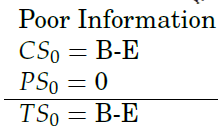 Poor Information
CS₀ = B-E
PS₀ = 0
TS₀ = B-E